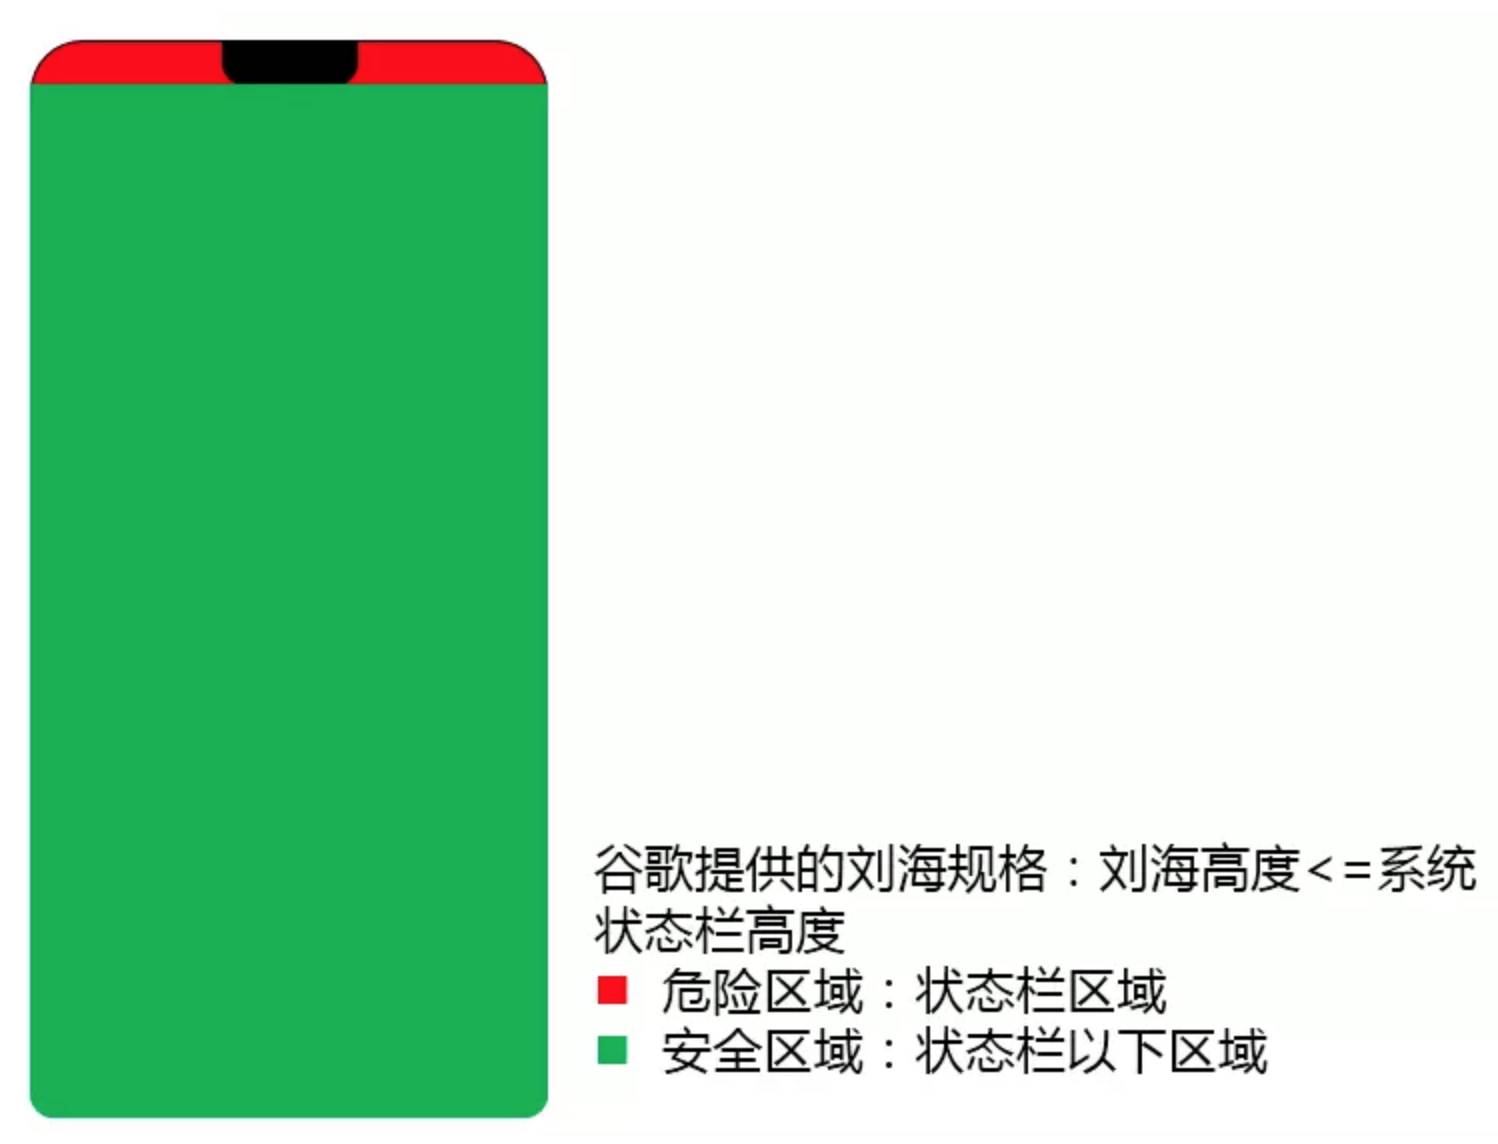 谷歌提供的刘海规格：刘海高度<=系统
状态栏高度
危险区域：状态栏区域
安全区域：状态栏以下区域